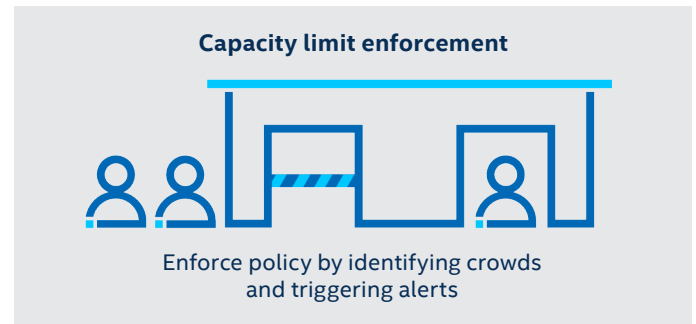 Capacity limit enforcement
Enforce policy by identifying crowds
and triggering alerts